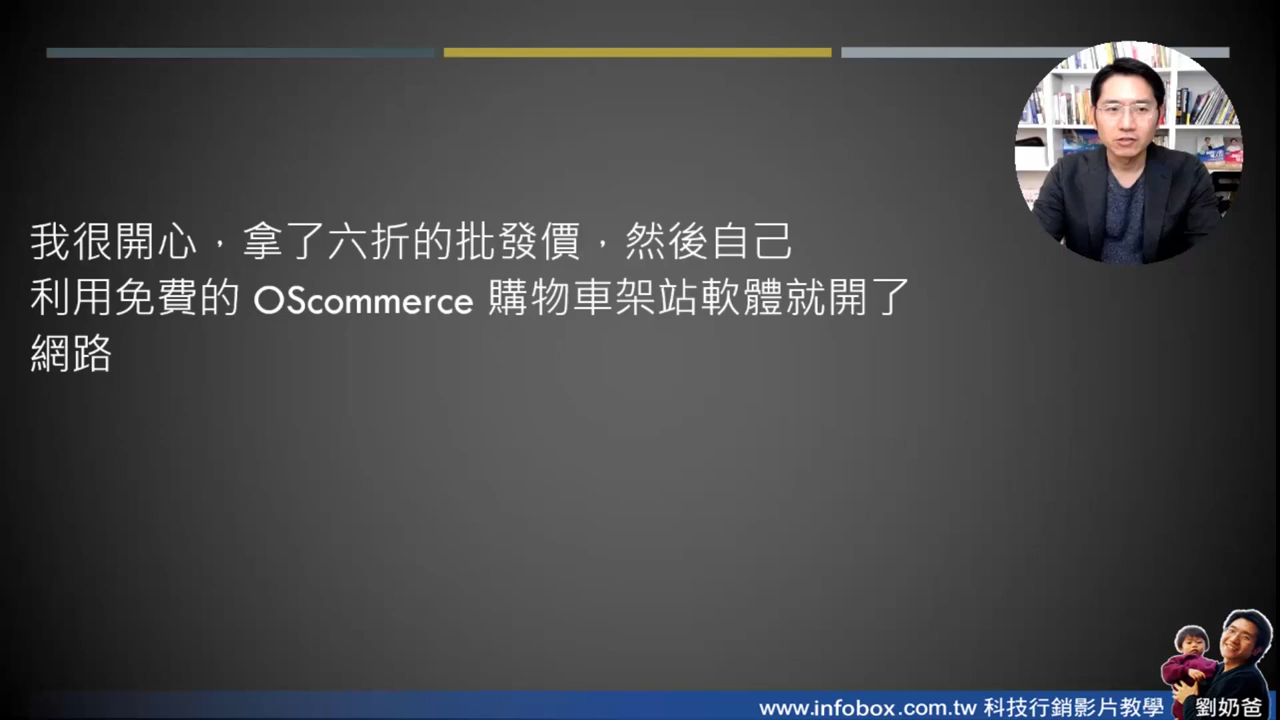 我很開心，拿了六折的批發價，然後自己
利用免費的 OScommerce 購物車架站軟體就開了
網路
www.infobox.com.tw 科技行銷影片教學 劉奶爸